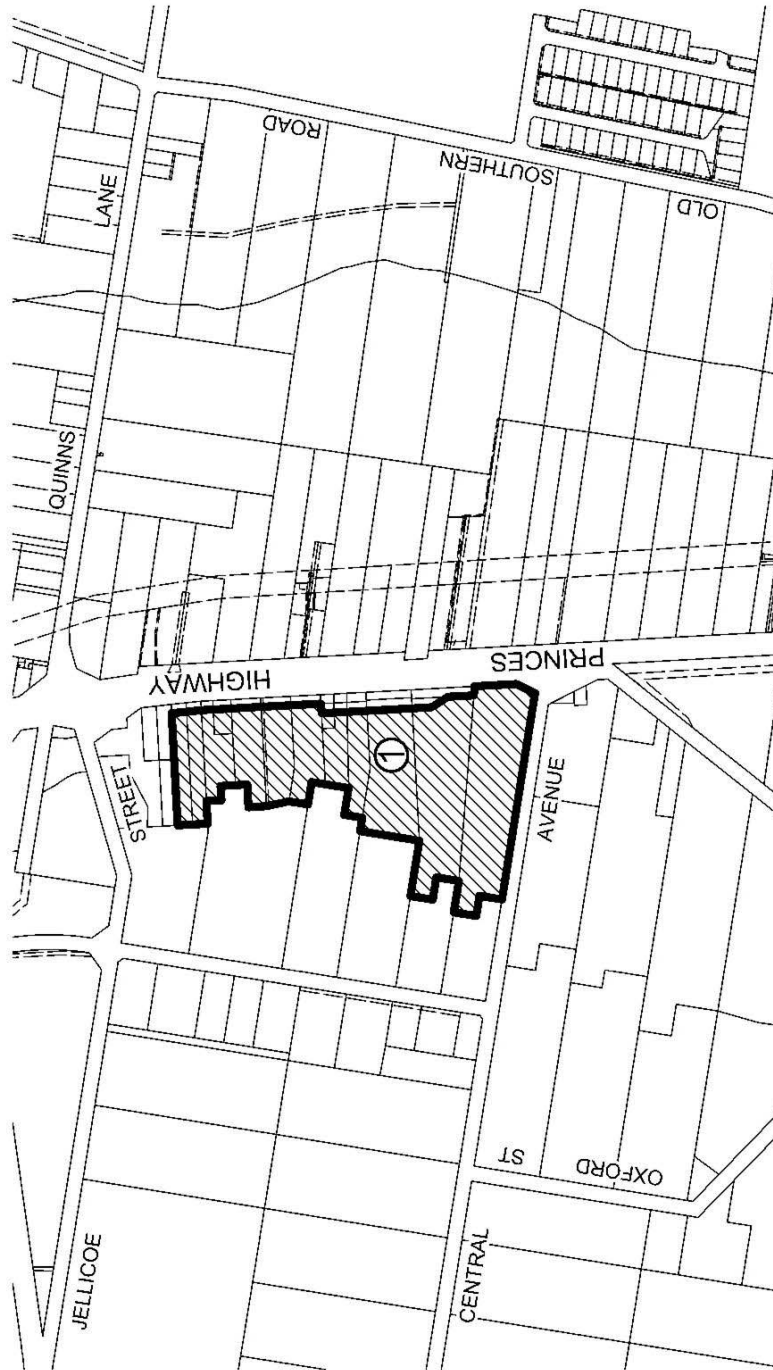 QUINNS
LANE
OLD
SOUTHERN
ROAD
PRINCES
HIGHWAY
1
JELLICOE
STREET
CENTRAL
AVENUE
OXFORD
ST